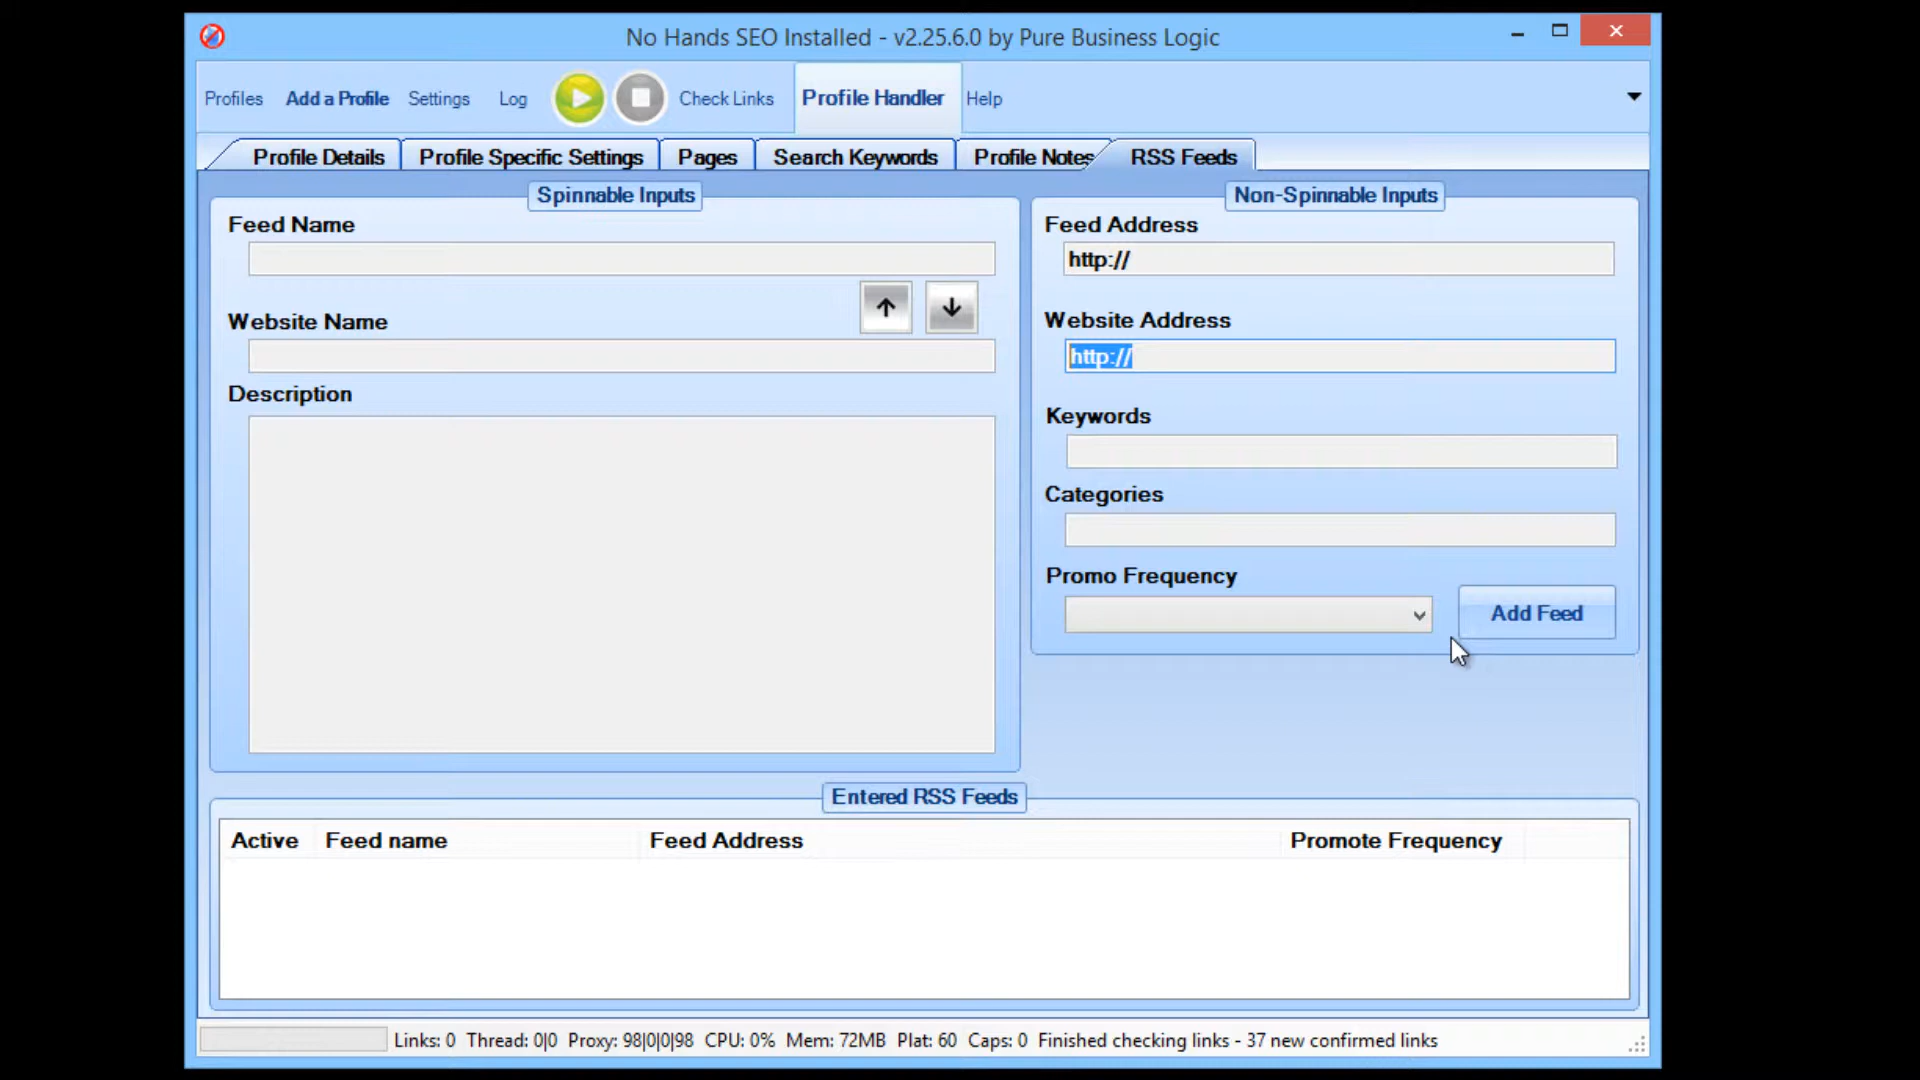 No Hands SEO Installed - v2.25.6.0 by Pure Business Logic
Profiles Add a Profile Settings Log Check Links Profile Handler Help
Profile Details Profile Specific Settings Pages Search Keywords Profile Notes RSS Feeds
Spinnable Inputs
Feed Name
Website Name
Description
Non-Spinnable Inputs
Feed Address
http://
Website Address
http://
Keywords
Categories
Promo Frequency
Add Feed
Entered RSS Feeds
Active Feed name Feed Address Promote Frequency
Links: 0 Thread: 0|0 Proxy: 98|0|0|98 CPU: 0% Mem: 72MB Plat: 60 Caps: 0 Finished checking links - 37 new confirmed links